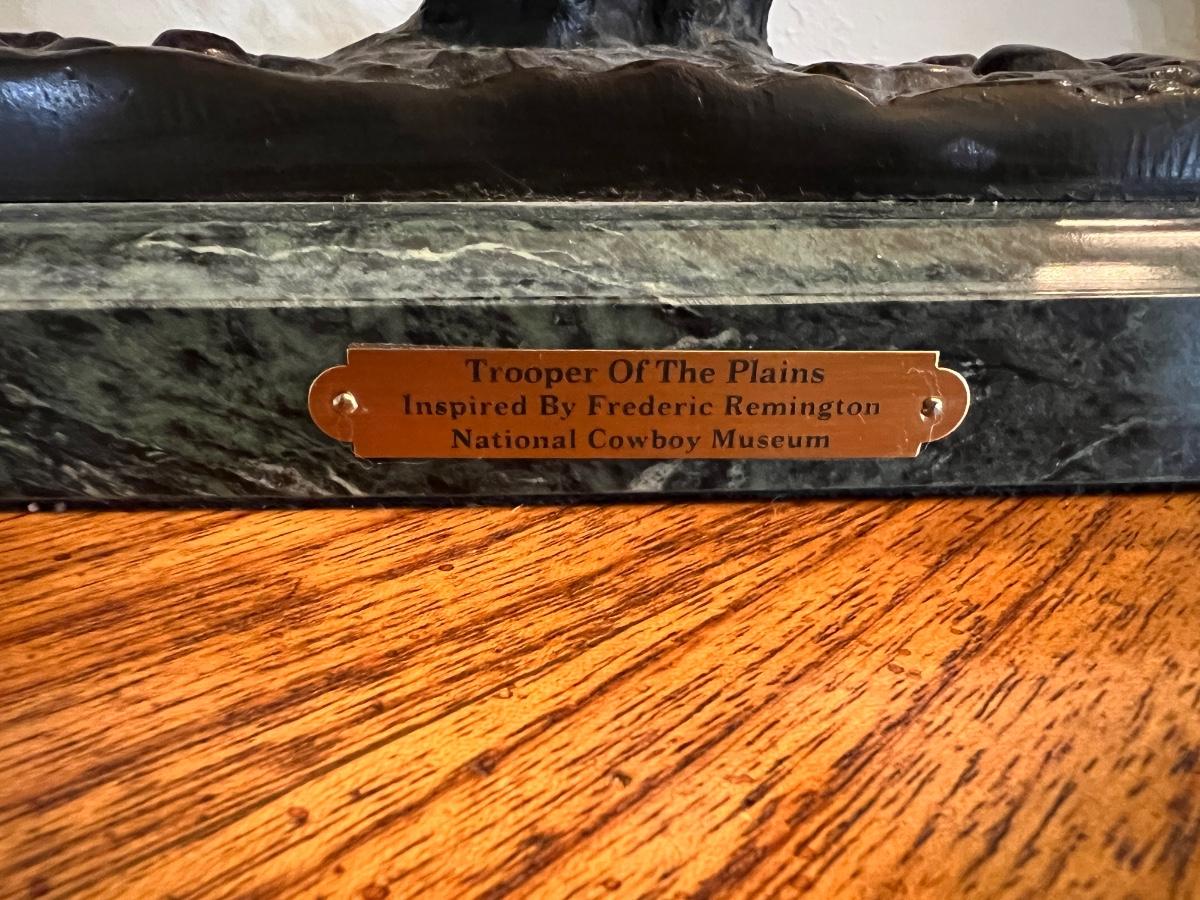 Trooper Of The Plains
Inspired By Frederic Remington
National Cowboy Museum